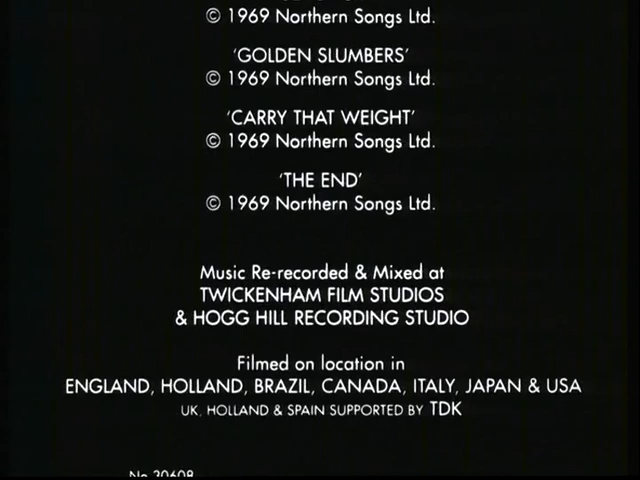 © 1969 Northern Songs Ltd.
'GOLDEN SLUMBERS'
© 1969 Northern Songs Ltd.
'CARRY THAT WEIGHT'
© 1969 Northern Songs Ltd.
'THE END'
© 1969 Northern Songs Ltd.
Music Re-recorded & Mixed at
TWICKENHAM FILM STUDIOS
& HOGG HILL RECORDING STUDIO
Filmed on location in
ENGLAND, HOLLAND, BRAZIL, CANADA, ITALY, JAPAN & USA
UK, HOLLAND & SPAIN SUPPORTED BY TDK
No 30608